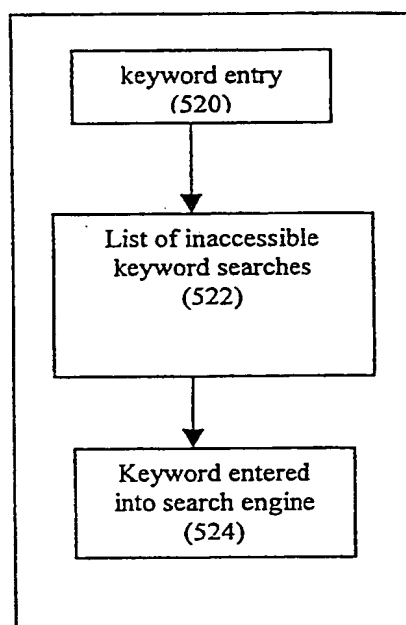 keyword entry
(520)
List of inaccessible
keyword searches
(522)
Keyword entered
into search engine
(524)